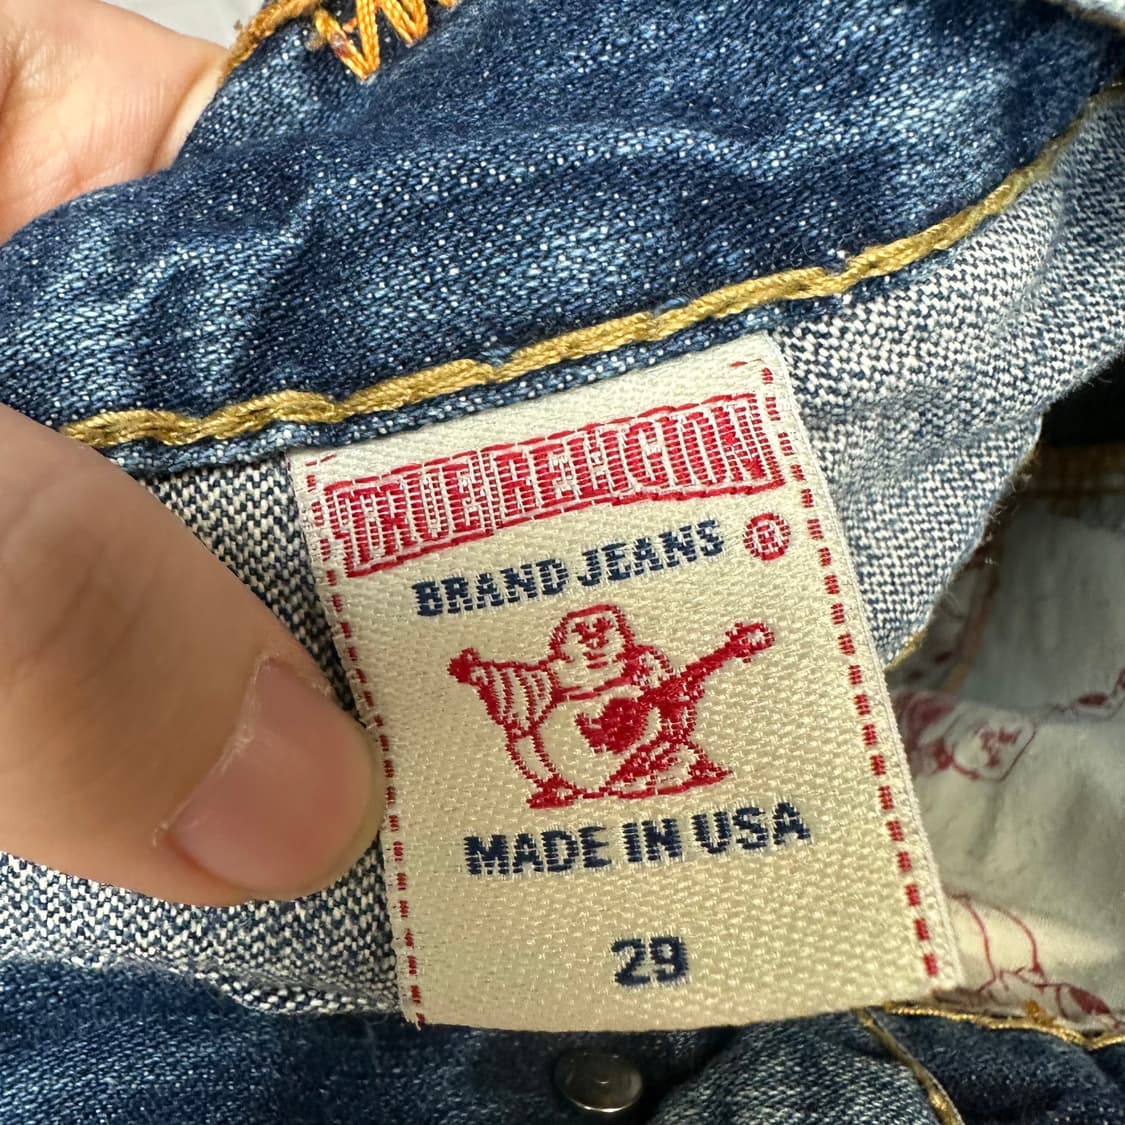 TRUE RELIGION
BRAND JEANS ®
MADE IN USA
29